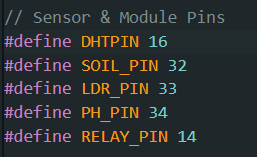 // Sensor & Module Pins
#define DHTPIN 16
#define SOIL_PIN 32
#define LDR_PIN 33
#define PH_PIN 34
#define RELAY_PIN 14